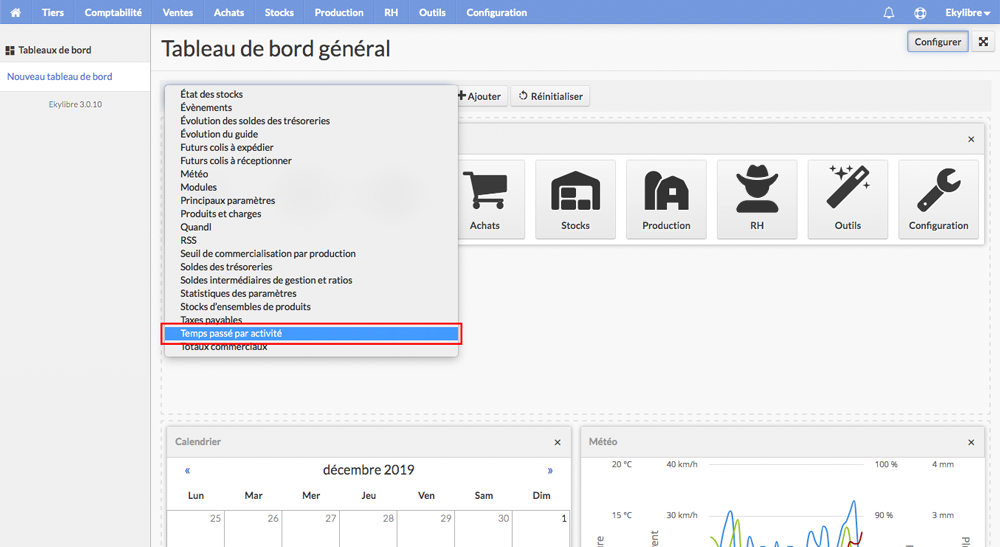 Tiers Comptabilité Ventes Achats Stocks Production RH Outils Configuration Ekylibre
Tableaux de bord
Nouveau tableau de bord
Ekylibre 3.0.10
Tableau de bord général
Configurer
Ajouter Réinitialiser
État des stocks
Évènements
Évolution des soldes des trésoreries
Évolution du guide
Futurs colis à expédier
Futurs colis à réceptionner
Météo
Modules
Principaux paramètres
Produits et charges
Quandl
RSS
Seuil de commercialisation par production
Soldes des trésoreries
Soldes intermédiaires de gestion et ratios
Statistiques des paramètres
Stocks d'ensembles de produits
Taxes payables
Temps passé par activité
Totaux commerciaux
Achats Stocks Production RH Outils Configuration
Calendrier
« décembre 2019 »
Lun Mar Mer Jeu Ven Sam Dim
25 26 27 28 29 30 1
Météo
20 °C 40 km/h 100 % 4 mm
15 °C 30 km/h 90 % 3 mm